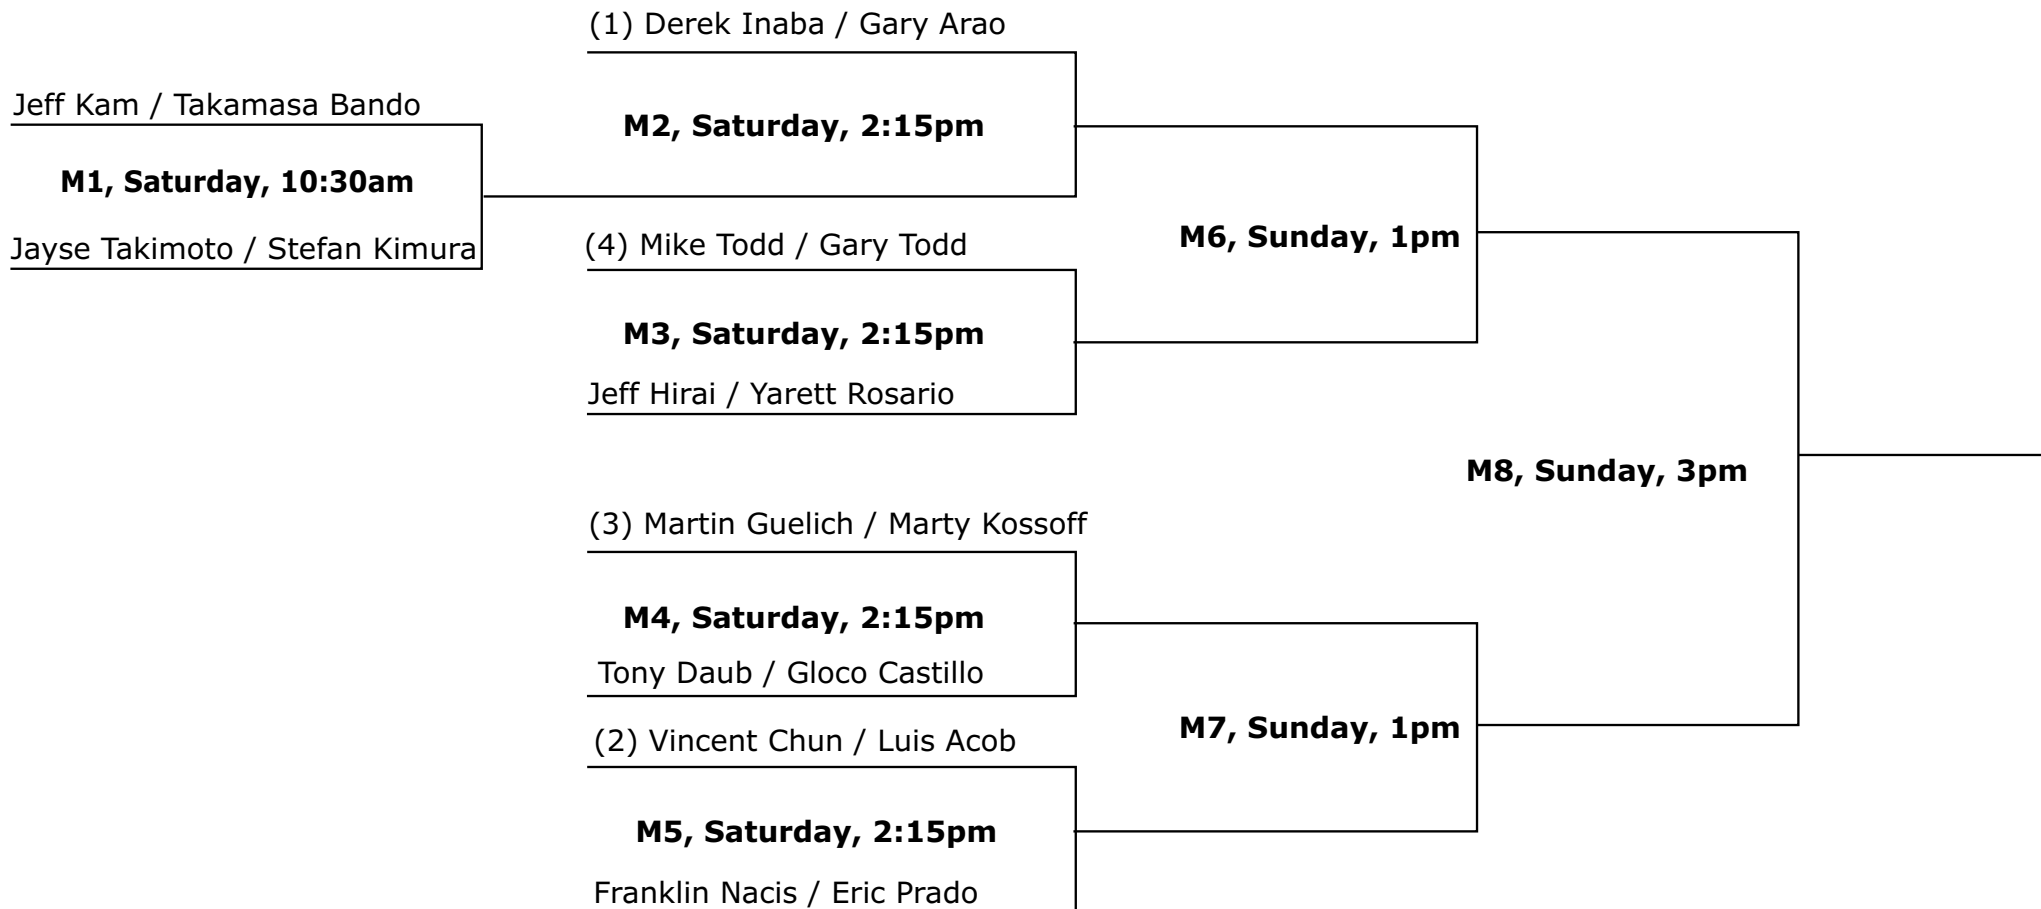 (1) Derek Inaba / Gary Arao
Jeff Kam / Takamasa Bando
M2, Saturday, 2:15pm
M1, Saturday, 10:30am
Jayse Takimoto / Stefan Kimura
(4) Mike Todd / Gary Todd
M6, Sunday, 1pm
M3, Saturday, 2:15pm
Jeff Hirai / Yarett Rosario
M8, Sunday, 3pm
(3) Martin Guelich / Marty Kossoff
M4, Saturday, 2:15pm
Tony Daub / Gloco Castillo
M7, Sunday, 1pm
(2) Vincent Chun / Luis Acob
M5, Saturday, 2:15pm
Franklin Nacis / Eric Prado